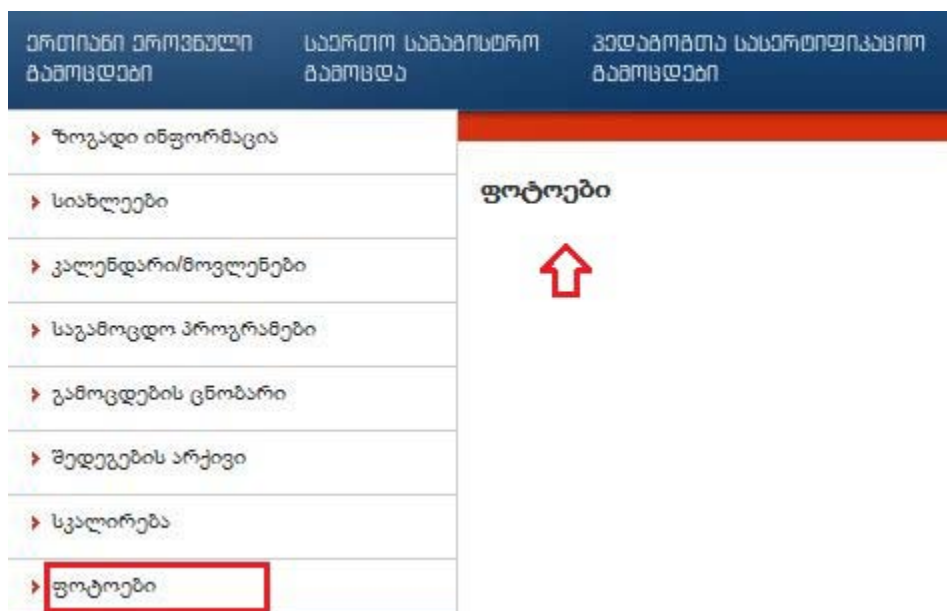 ერთიანი ეროვნული
გამოცდები
საერთო სამაგისტრო
გამოცდა
პედაგოგთა სასერტიფიკაციო
გამოცდები
ზოგადი ინფორმაცია
სიახლეები
კალენდარი/მოვლენები
საგამოცდო პროგრამები
გამოცდების ცნობარი
შედეგების არქივი
სკალირება
ფოტოები
ფოტოები